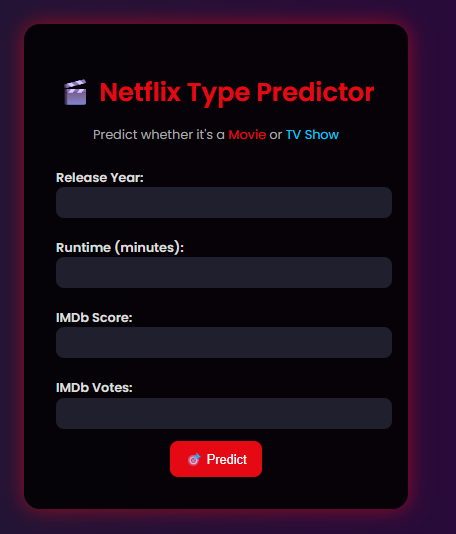 🎬 Netflix Type Predictor
Predict whether it's a Movie or TV Show
Release Year:
Runtime (minutes):
IMDb Score:
IMDb Votes:
🎯 Predict